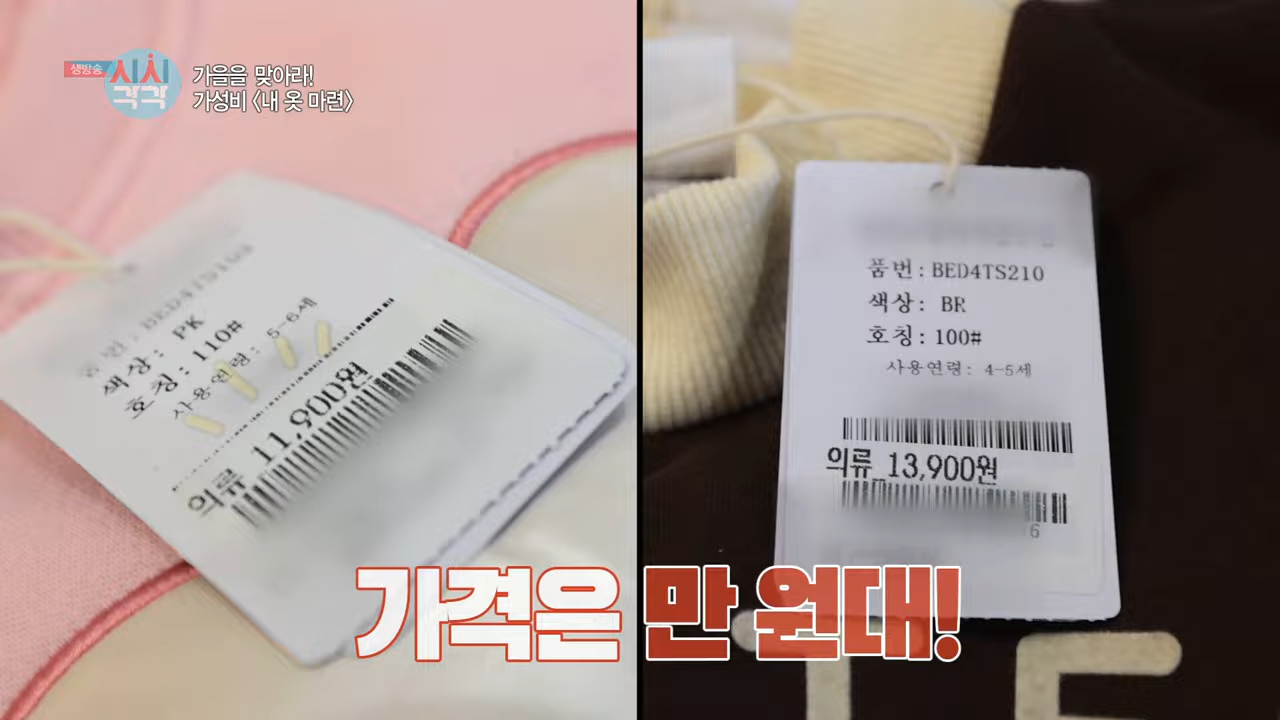 생방송
시시각각
가을을 맞아라!
가성비 <내 옷 마련>
품번: BED4TS
색상: PK
호칭: 110#
사용연령: 5-6세
의류_11,900원
품번: BED4TS210
색상: BR
호칭: 100#
사용연령: 4-5세
의류_13,900원
6
가격은 만 원대!